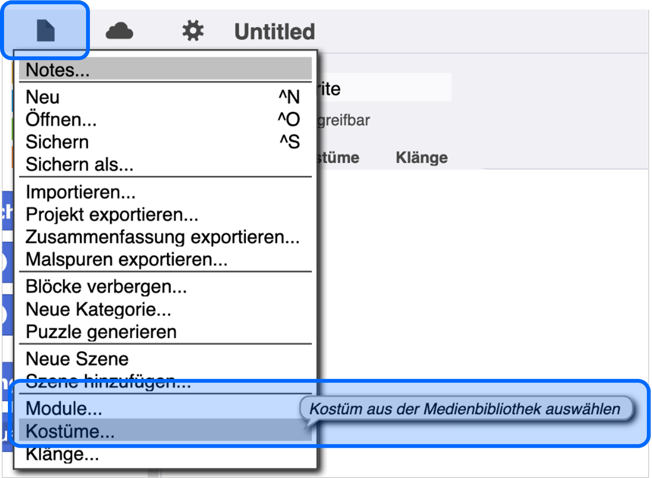 Untitled
Notes...
Neu ^N
Öffnen... ^O
Sichern ^S
Sichern als...
Importieren...
Projekt exportieren...
Zusammenfassung exportieren...
Malspuren exportieren...
Blöcke verbergen...
Neue Kategorie...
Puzzle generieren
Neue Szene
Szene hinzufügen...
Module...
Kostüme...
Klänge...
Kostüm aus der Medienbibliothek auswählen
rite
greifbar
stüme Klänge